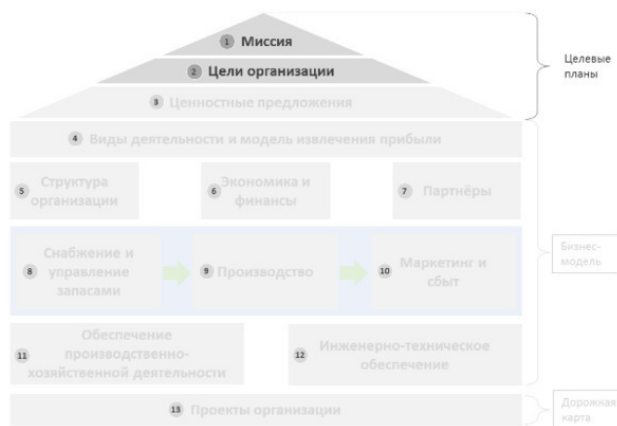 1 Миссия
2 Цели организации
3 Ценностные предложения
Целевые
планы
4 Виды деятельности и модель извлечения прибыли
5 Структура
организации
6 Экономика и
финансы
7 Партнёры
8 Снабжение и
управление
запасами
9 Производство
10 Маркетинг и
сбыт
Бизнес-
модель
11 Обеспечение
производственно-
хозяйственной деятельности
12 Инженерно-техническое
обеспечение
13 Проекты организации
Дорожная
карта